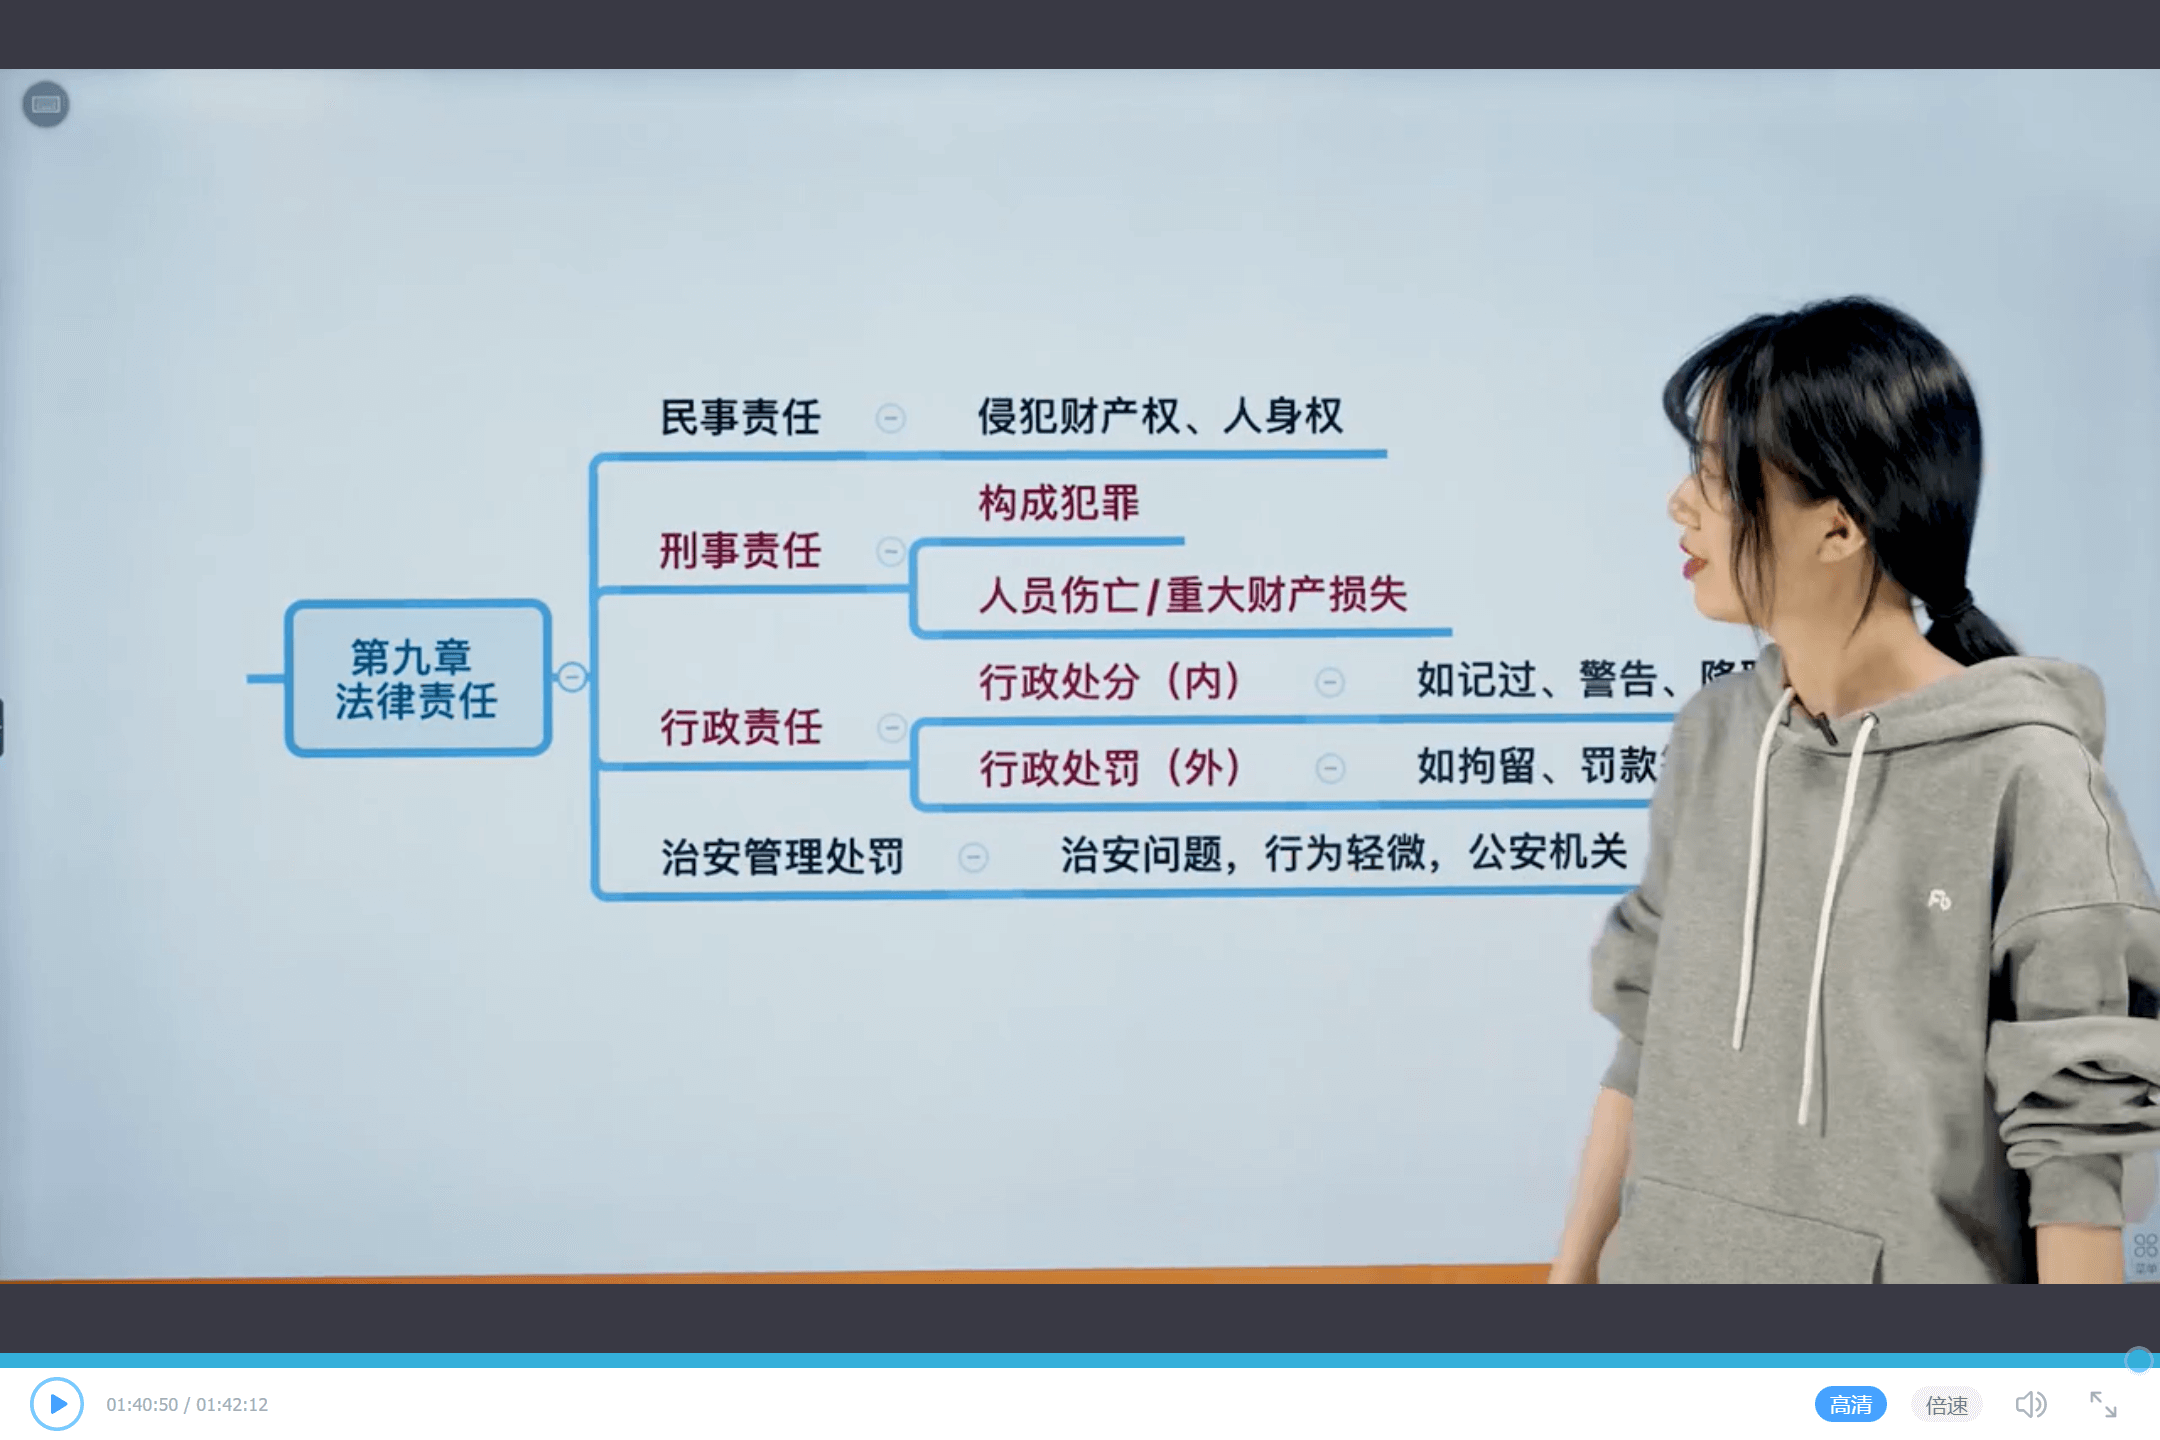 民事责任 侵犯财产权、人身权
构成犯罪
刑事责任
人员伤亡/重大财产损失
第九章
法律责任
行政处分（内） 如记过、警告、降
行政责任
行政处罚（外） 如拘留、罚款
治安管理处罚 治安问题，行为轻微，公安机关
Fb
菜单
01:40:50 / 01:42:12
高清
倍速